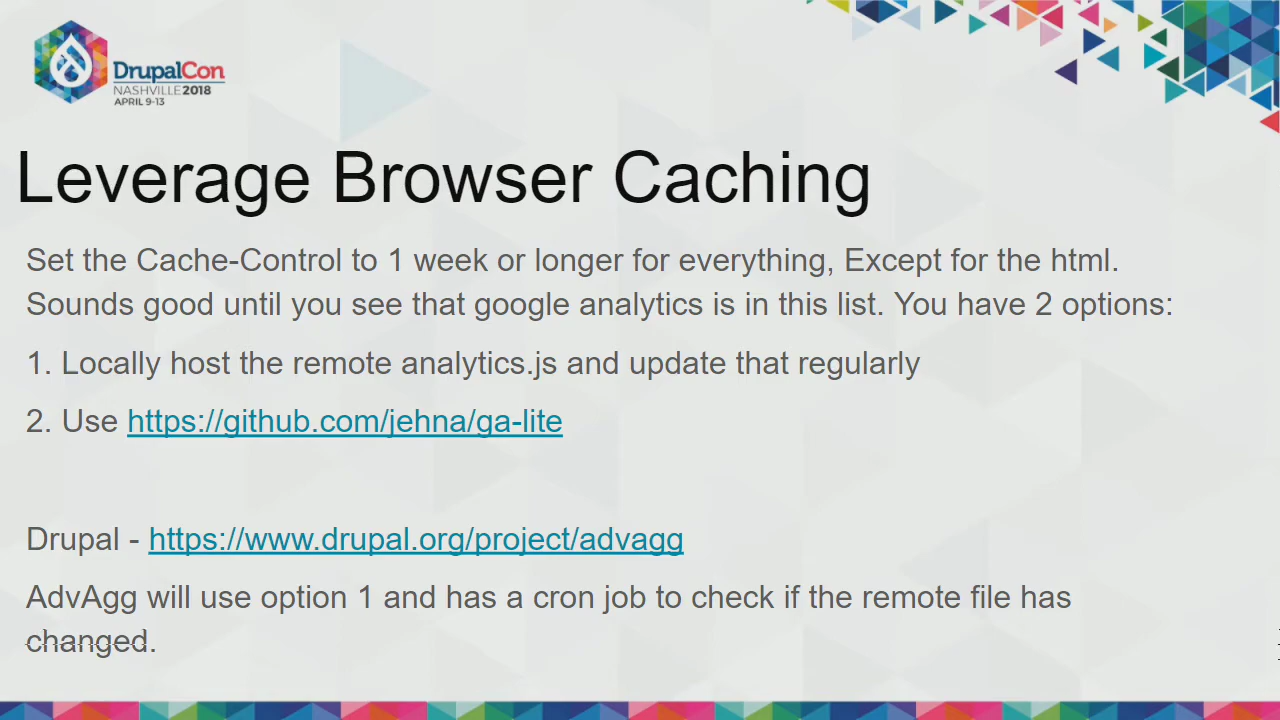 DrupalCon
NASHVILLE 2018
APRIL 9-13
Leverage Browser Caching
Set the Cache-Control to 1 week or longer for everything, Except for the html.
Sounds good until you see that google analytics is in this list. You have 2 options:
1. Locally host the remote analytics.js and update that regularly
2. Use https://github.com/jehna/ga-lite
Drupal - https://www.drupal.org/project/advagg
AdvAgg will use option 1 and has a cron job to check if the remote file has
changed.